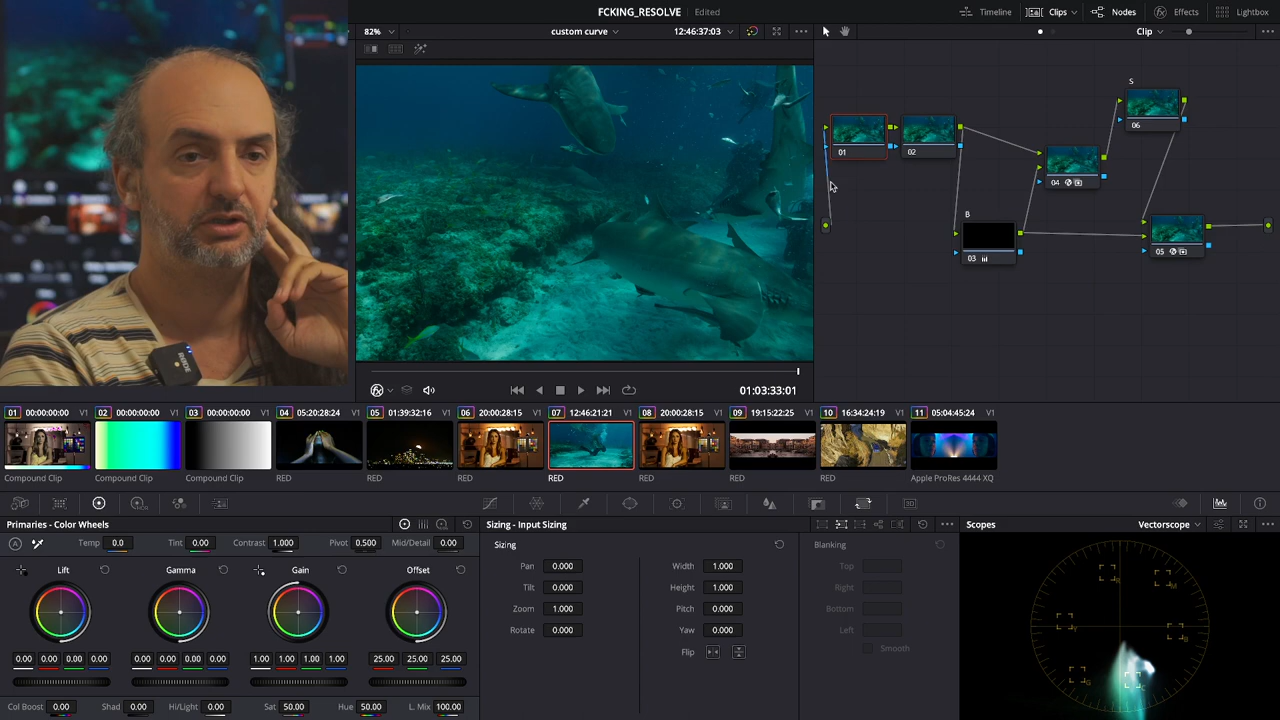 FCKING_RESOLVE Edited Timeline Clips Nodes Effects Lightbox
82% custom curve 12:46:37:03 Clip
S
06
01 02
04
B
03
05
RØDE
01:03:33:01
01 00:00:00:00 V1 02 00:00:00:00 V1 03 00:00:00:00 V1 04 05:20:28:24 V1 05 01:39:32:16 V1 06 20:00:28:15 V1 07 12:46:21:21 V1 08 20:00:28:15 V1 09 19:15:22:25 V1 10 16:34:24:19 V1 11 05:04:45:24 V1
Compound Clip Compound Clip Compound Clip RED RED RED RED RED RED RED Apple ProRes 4444 XQ
Primaries - Color Wheels Sizing - Input Sizing Scopes Vectorscope
A Temp 0.0 Tint 0.00 Contrast 1.000 Pivot 0.500 Mid/Detail 0.00
Sizing Blanking
Lift Gamma Gain Offset
Pan 0.000 Width 1.000 Top
Tilt 0.000 Height 1.000 Right
Zoom 1.000 Pitch 0.000 Bottom
Rotate 0.000 Yaw 0.000 Left
Flip Smooth
0.00 0.00 0.00 0.00 0.00 0.00 0.00 0.00 1.00 1.00 1.00 1.00 25.00 25.00 25.00
Col Boost 0.00 Shad 0.00 Hi/Light 0.00 Sat 50.00 Hue 50.00 L. Mix 100.00